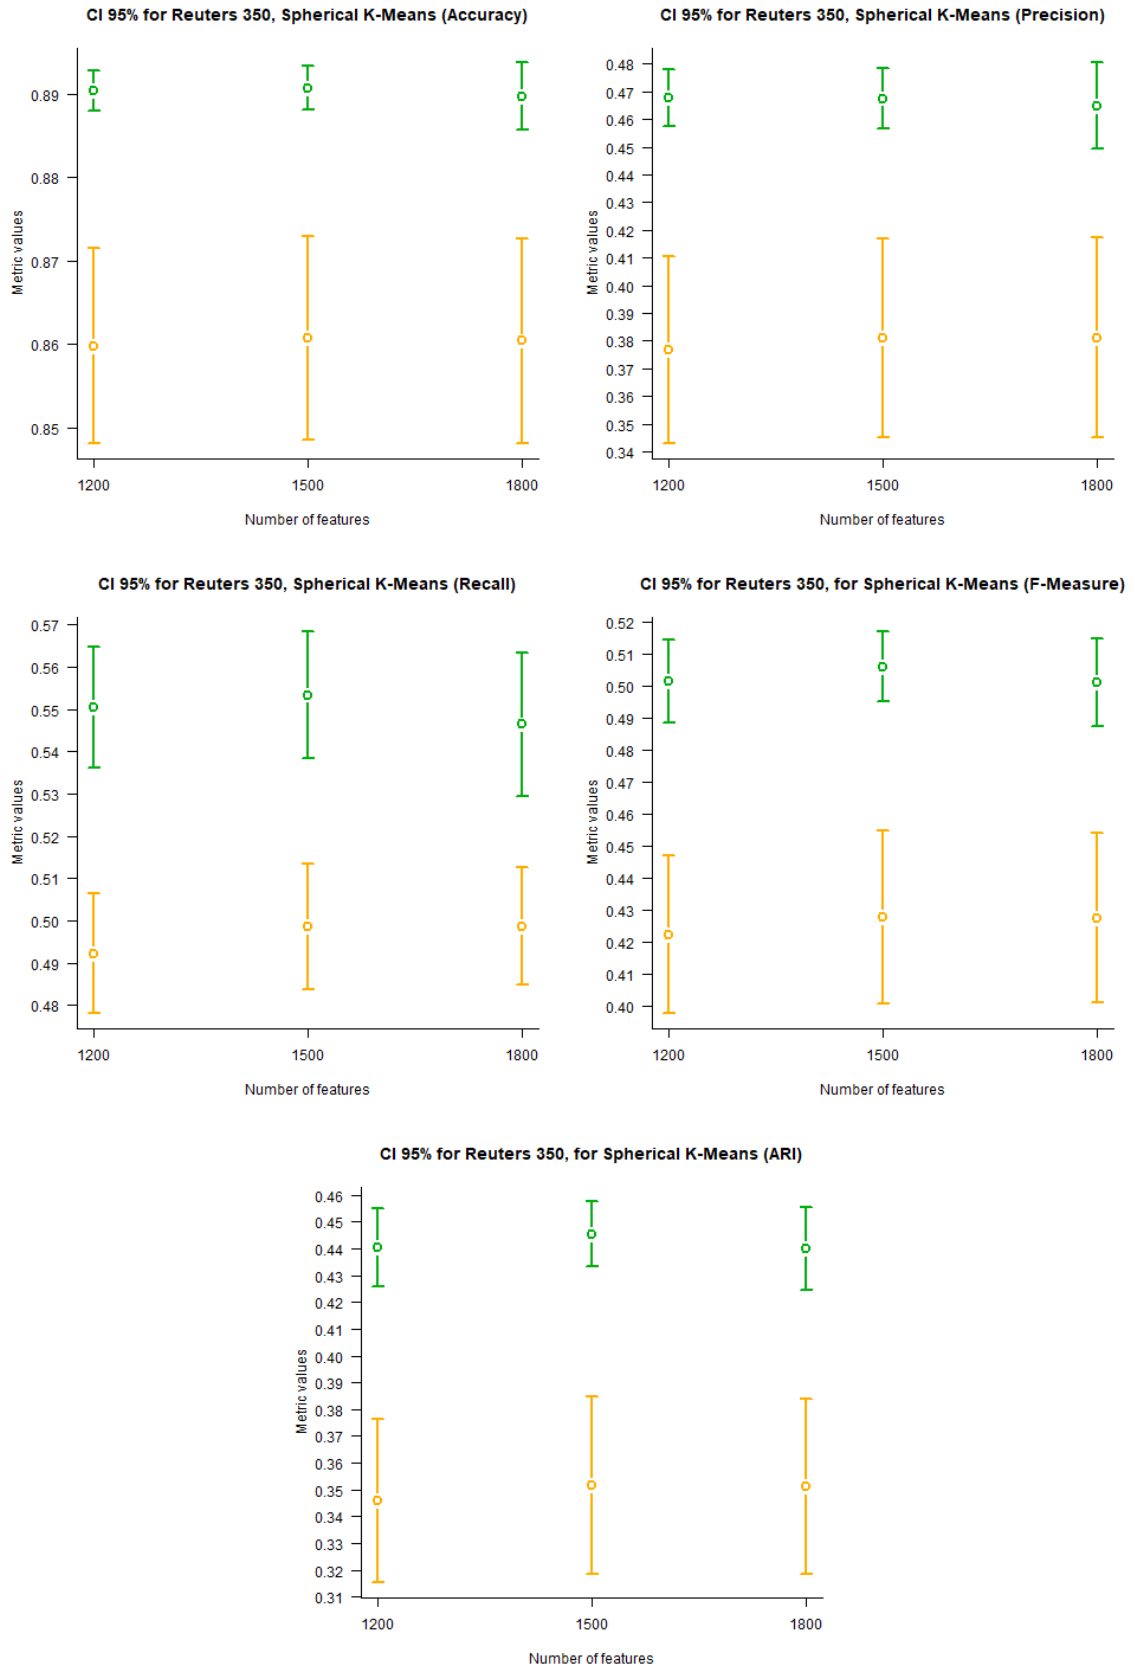 CI 95% for Reuters 350, Spherical K-Means (Accuracy)
Metric values
0.89
0.88
0.87
0.86
0.85
1200 1500 1800
Number of features
CI 95% for Reuters 350, Spherical K-Means (Precision)
Metric values
0.48
0.47
0.46
0.45
0.44
0.43
0.42
0.41
0.40
0.39
0.38
0.37
0.36
0.35
0.34
1200 1500 1800
Number of features
CI 95% for Reuters 350, Spherical K-Means (Recall)
Metric values
0.57
0.56
0.55
0.54
0.53
0.52
0.51
0.50
0.49
0.48
1200 1500 1800
Number of features
CI 95% for Reuters 350, for Spherical K-Means (F-Measure)
Metric values
0.52
0.51
0.50
0.49
0.48
0.47
0.46
0.45
0.44
0.43
0.42
0.41
0.40
1200 1500 1800
Number of features
CI 95% for Reuters 350, for Spherical K-Means (ARI)
Metric values
0.46
0.45
0.44
0.43
0.42
0.41
0.40
0.39
0.38
0.37
0.36
0.35
0.34
0.33
0.32
0.31
1200 1500 1800
Number of features